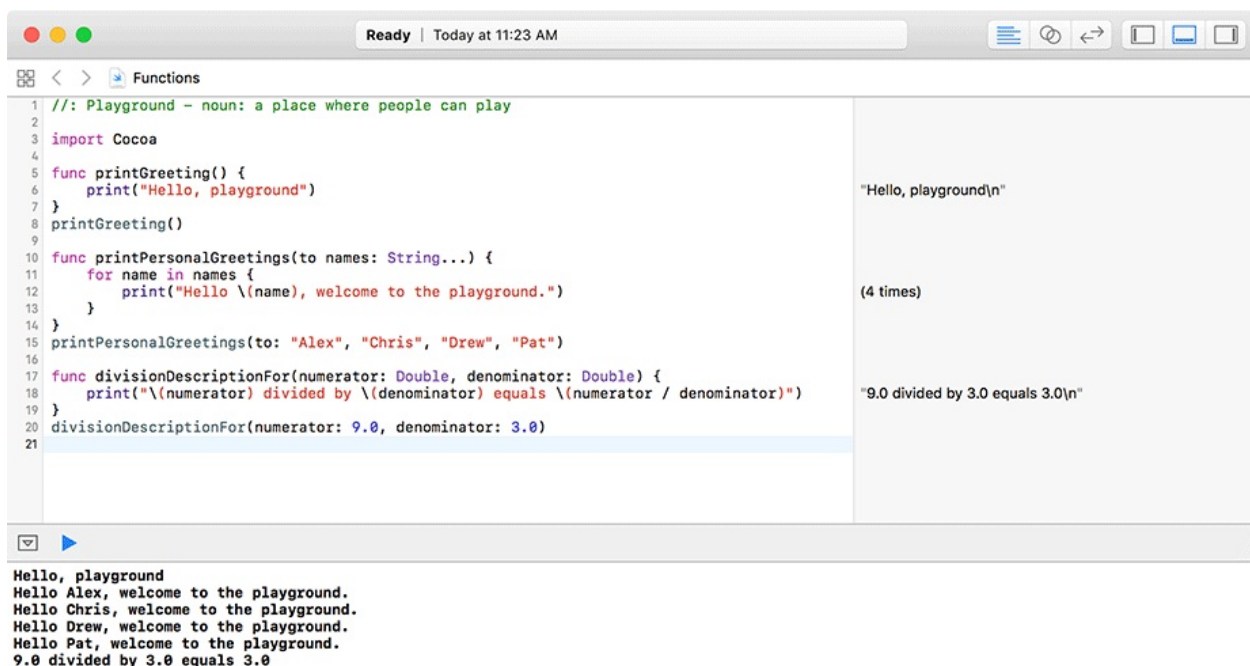 Ready | Today at 11:23 AM
Functions
1 //: Playground – noun: a place where people can play
2
3 import Cocoa
4
5 func printGreeting() {
6     print("Hello, playground") "Hello, playground\n"
7 }
8 printGreeting()
9
10 func printPersonalGreetings(to names: String...) {
11     for name in names {
12         print("Hello \(name), welcome to the playground.") (4 times)
13     }
14 }
15 printPersonalGreetings(to: "Alex", "Chris", "Drew", "Pat")
16
17 func divisionDescriptionFor(numerator: Double, denominator: Double) {
18     print("\(numerator) divided by \(denominator) equals \(numerator / denominator)") "9.0 divided by 3.0 equals 3.0\n"
19 }
20 divisionDescriptionFor(numerator: 9.0, denominator: 3.0)
21
Hello, playground
Hello Alex, welcome to the playground.
Hello Chris, welcome to the playground.
Hello Drew, welcome to the playground.
Hello Pat, welcome to the playground.
9.0 divided by 3.0 equals 3.0